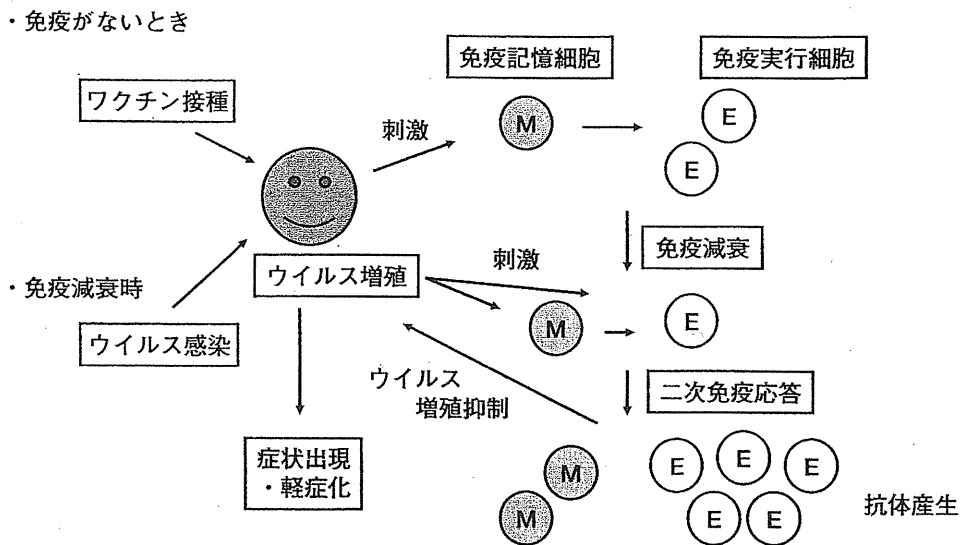 ・免疫がないとき
免疫記憶細胞
免疫実行細胞
ワクチン接種
刺激
M
E
E
免疫減衰
ウイルス増殖
刺激
・免疫減衰時
M
E
ウイルス感染
ウイルス
増殖抑制
二次免疫応答
症状出現
・軽症化
M
M
E
E
E
E
E
抗体産生